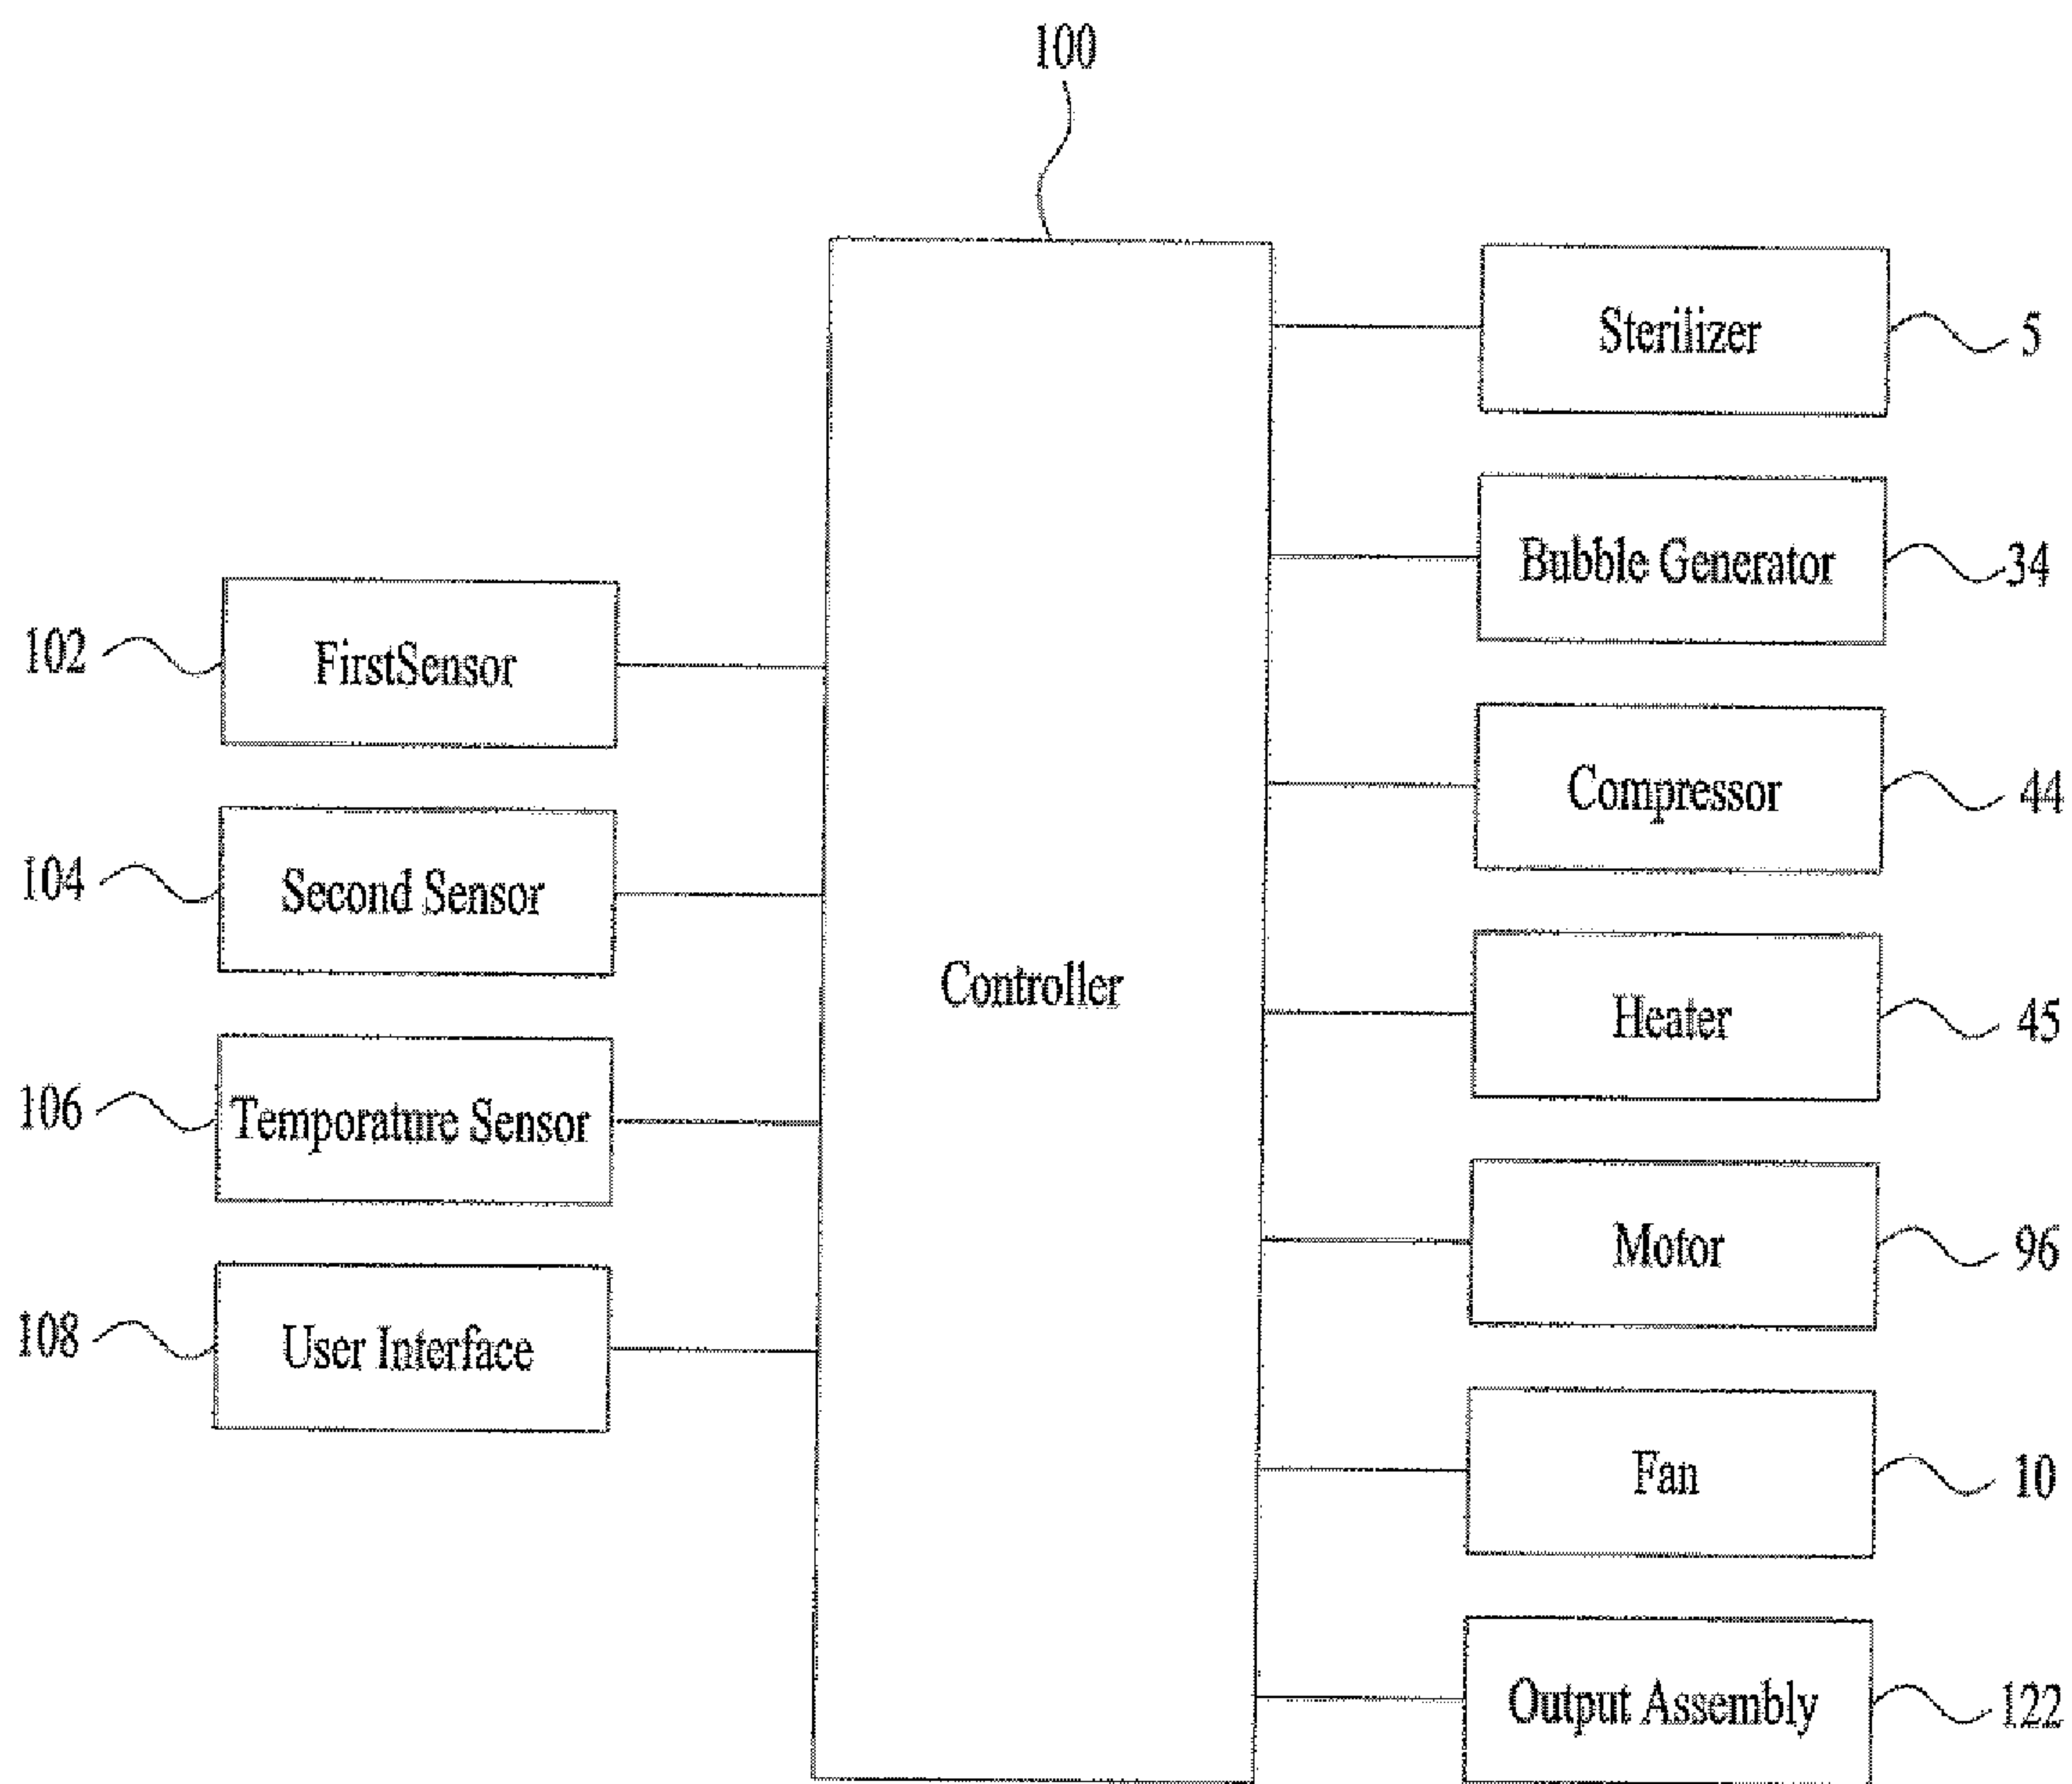 100
Sterilizer
5
Bubble Generator
34
102
FirstSensor
Compressor
44
104
Second Sensor
Controller
Heater
45
106
Temporature Sensor
Motor
96
108
User Interface
Fan
10
Output Assembly
122